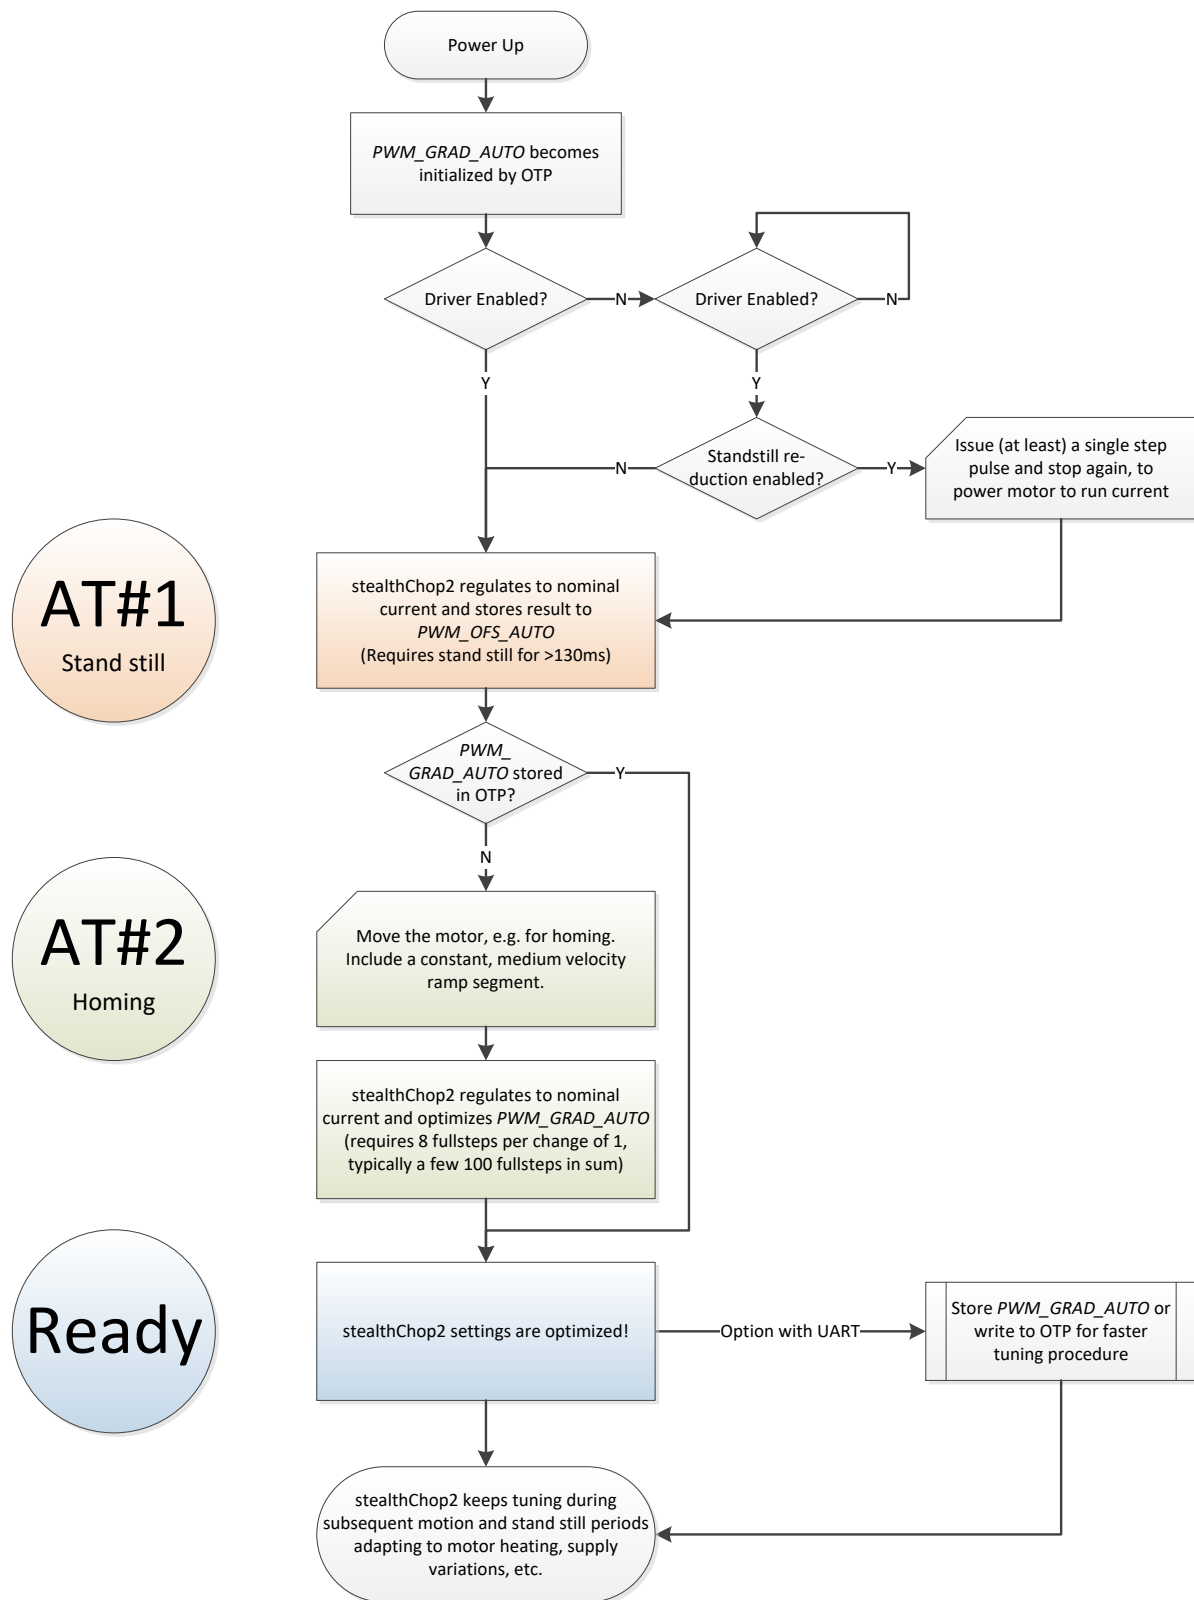 Power Up
PWM_GRAD_AUTO becomes
initialized by OTP
Driver Enabled?
N
Driver Enabled?
N
Y
Y
Standstill re-
duction enabled?
N
Y
Issue (at least) a single step
pulse and stop again, to
power motor to run current
AT#1
Stand still
stealthChop2 regulates to nominal
current and stores result to
PWM_OFS_AUTO
(Requires stand still for >130ms)
PWM_
GRAD_AUTO stored
in OTP?
Y
N
AT#2
Homing
Move the motor, e.g. for homing.
Include a constant, medium velocity
ramp segment.
stealthChop2 regulates to nominal
current and optimizes PWM_GRAD_AUTO
(requires 8 fullsteps per change of 1,
typically a few 100 fullsteps in sum)
Ready
stealthChop2 settings are optimized!
Option with UART
Store PWM_GRAD_AUTO or
write to OTP for faster
tuning procedure
stealthChop2 keeps tuning during
subsequent motion and stand still periods
adapting to motor heating, supply
variations, etc.